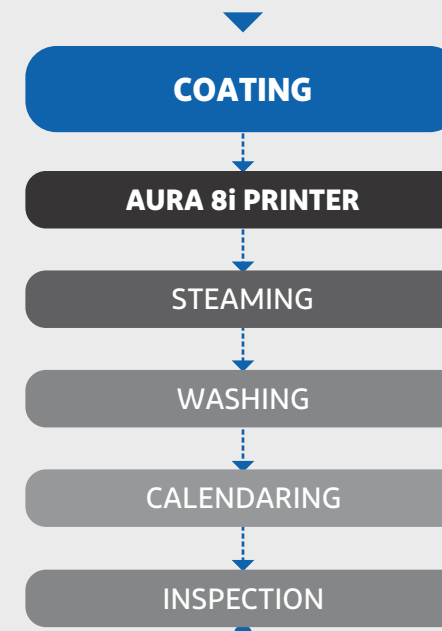 COATING
AURA 8i PRINTER
STEAMING
WASHING
CALENDARING
INSPECTION